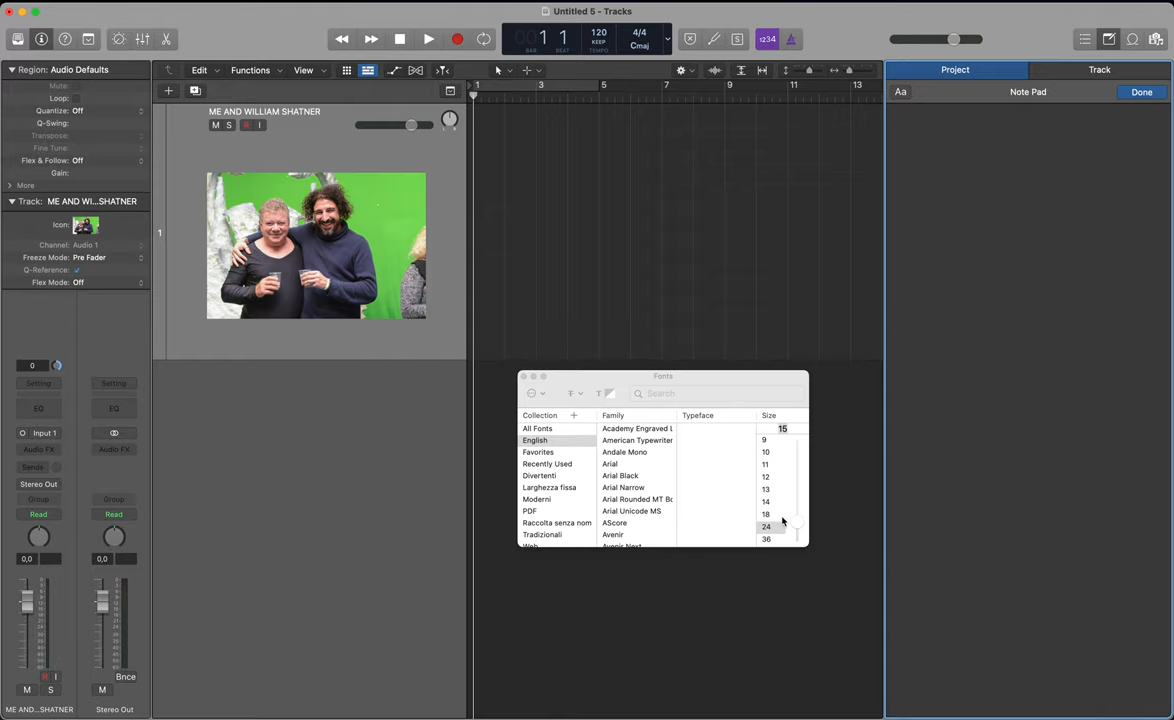 Untitled 5 - Tracks
001 1
BAR BEAT
120
KEEP
TEMPO
4/4
Cmaj
1234
Region: Audio Defaults
Mute:
Loop:
Quantize: Off
Q-Swing:
Transpose:
Fine Tune:
Flex & Follow: Off
Gain:
More
Track: ME AND WI...SHATNER
Icon:
Channel: Audio 1
Freeze Mode: Pre Fader
Q-Reference:
Flex Mode: Off
0
Setting
Setting
EQ
EQ
Input 1
Audio FX
Audio FX
Sends
Stereo Out
Group
Group
Read
Read
0,0
0,0
R I
Bnce
M S
M
ME AND...SHATNER
Stereo Out
Edit
Functions
View
1 3 5 7 9 11 13
1
ME AND WILLIAM SHATNER
M S R I
L R
Fonts
Search
Collection
Family
Typeface
Size
15
All Fonts
English
Favorites
Recently Used
Divertenti
Larghezza fissa
Moderni
PDF
Raccolta senza nom
Tradizionali
Web
Academy Engraved L
American Typewriter
Andale Mono
Arial
Arial Black
Arial Narrow
Arial Rounded MT Bo
Arial Unicode MS
AScore
Avenir
Avenir Next
9
10
11
12
13
14
18
24
36
Project
Track
Aa
Note Pad
Done